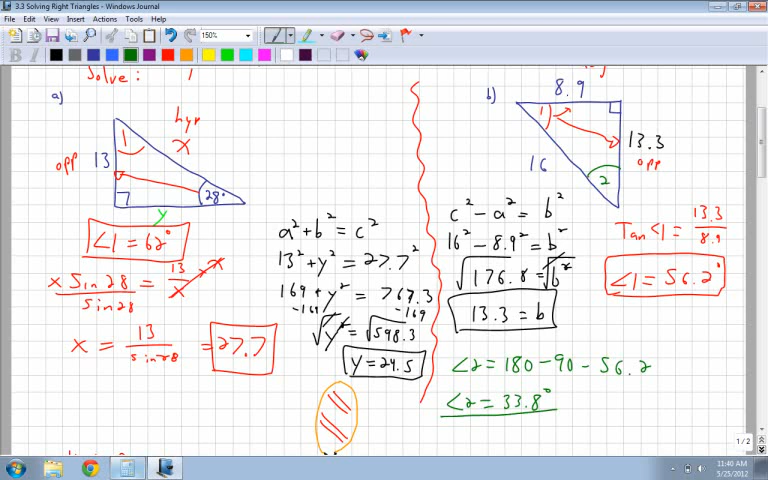 3.3 Solving Right Triangles - Windows Journal
File Edit View Insert Actions Tools Help
150%
B I
Solve: 1
a)
hyp
x
1
opp 13
28°
y
∠1 = 62°
x Sin 28 / sin 28 = 13 / x · x
x = 13 / sin 28 = 27.7
a² + b² = c²
13² + y² = 27.7²
169 + y² = 767.3
-169 -169
√y² = √598.3
y = 24.5
b)
8.9
1
16
13.3
opp
2
c² - a² = b²
16² - 8.9² = b²
√176.8 = √b²
13.3 = b
Tan<1 = 13.3 / 8.9
∠1 = 56.2°
∠2 = 180 - 90 - 56.2
∠2 = 33.8°
1 / 2
11:40 AM
5/25/2012